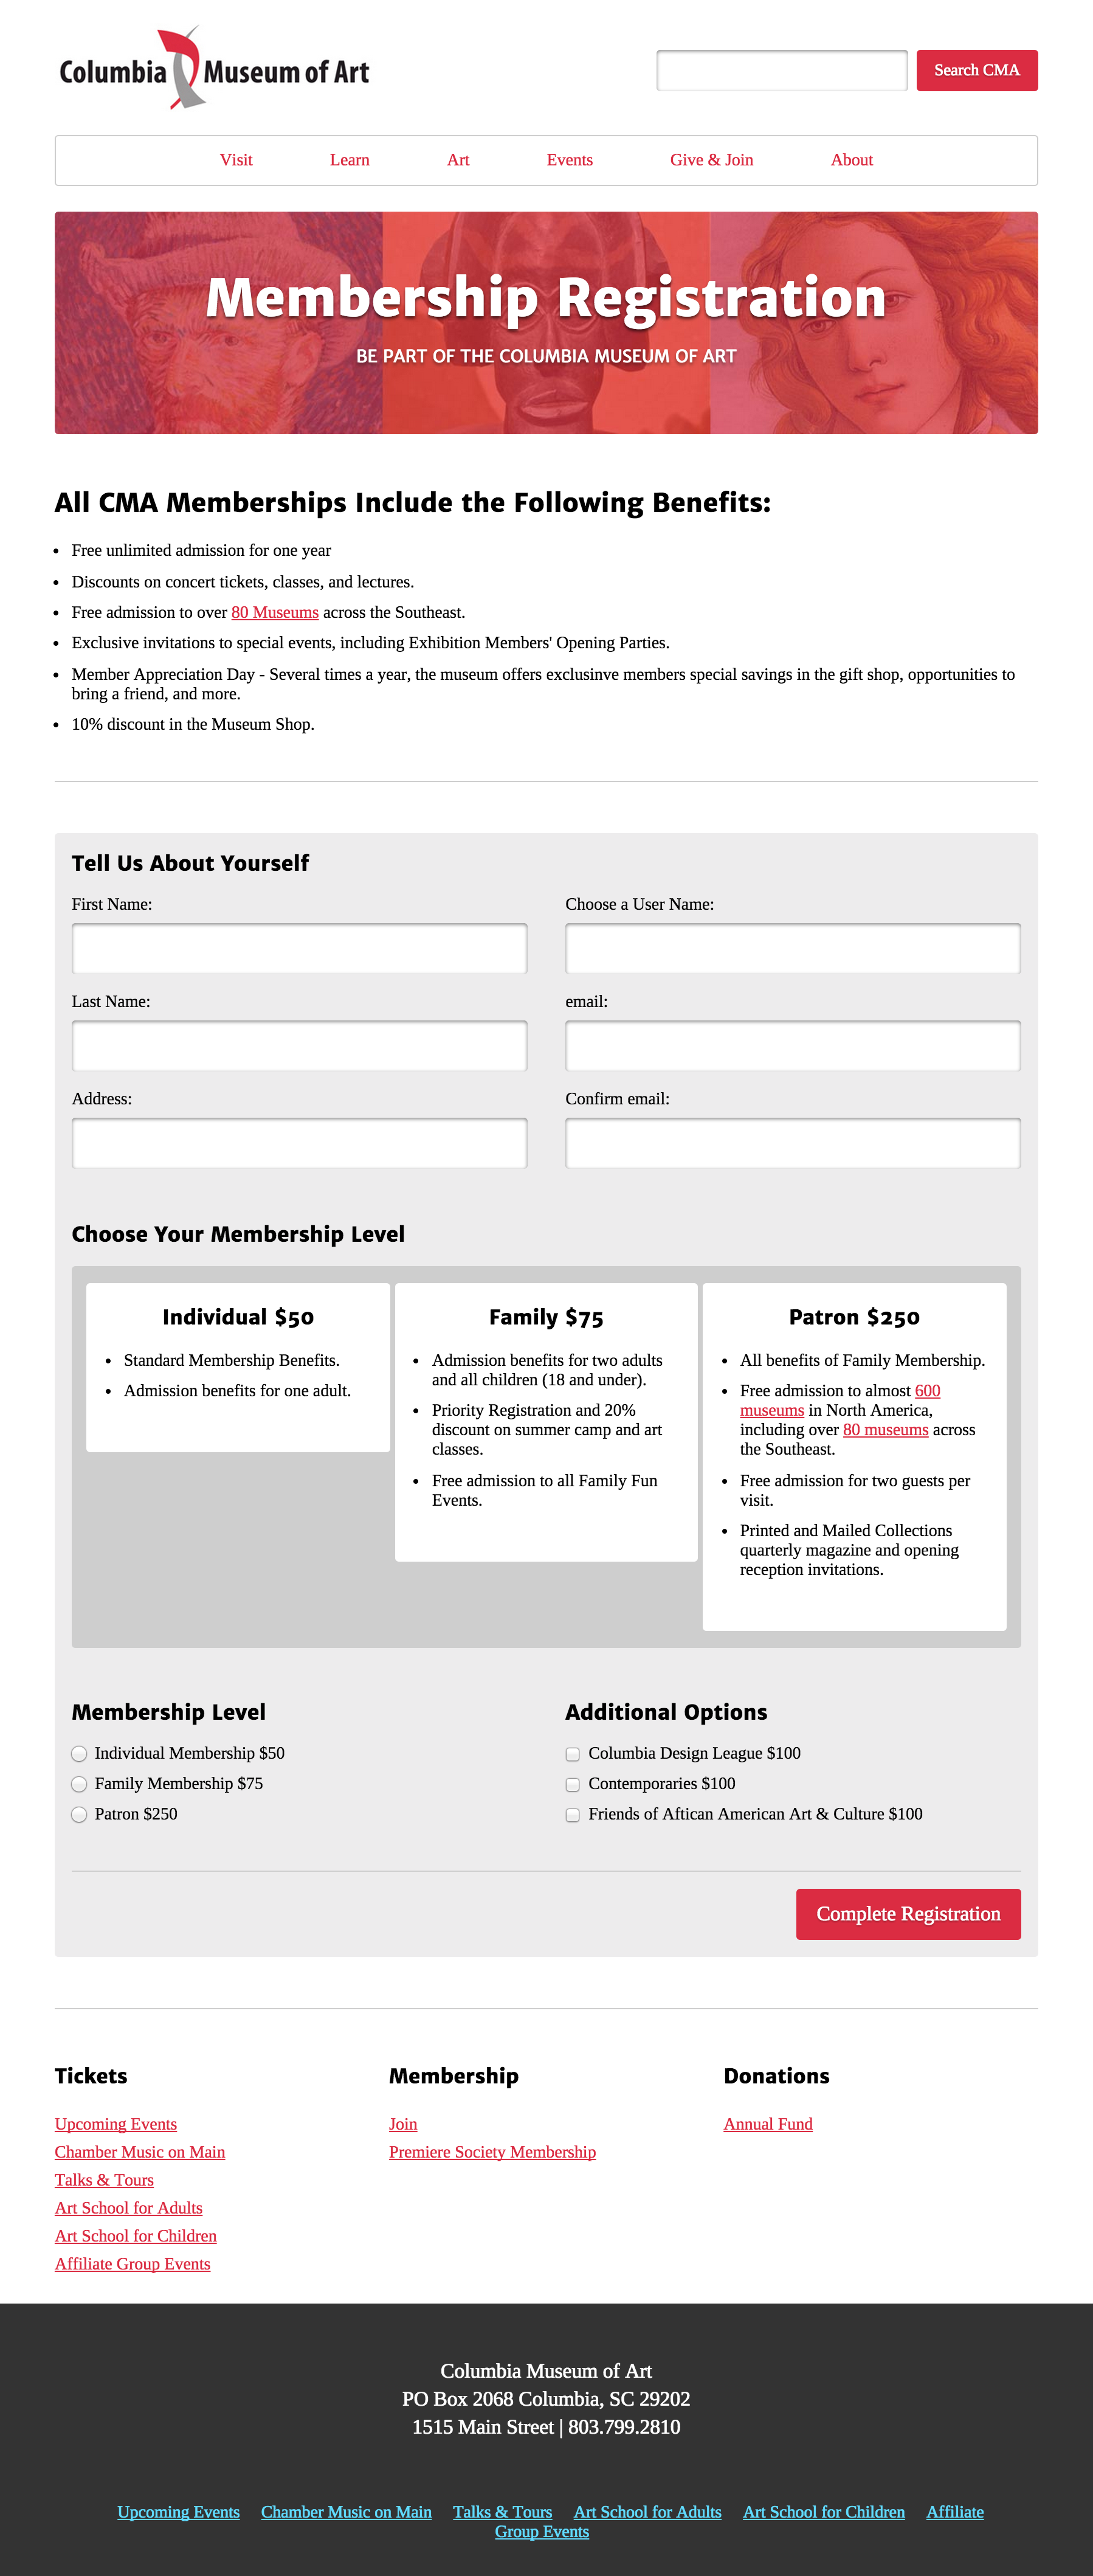 Columbia Museum of Art
Search CMA
Visit Learn Art Events Give & Join About
Membership Registration
BE PART OF THE COLUMBIA MUSEUM OF ART
All CMA Memberships Include the Following Benefits:
• Free unlimited admission for one year
• Discounts on concert tickets, classes, and lectures.
• Free admission to over 80 Museums across the Southeast.
• Exclusive invitations to special events, including Exhibition Members' Opening Parties.
• Member Appreciation Day - Several times a year, the museum offers exclusinve members special savings in the gift shop, opportunities to
bring a friend, and more.
• 10% discount in the Museum Shop.
Tell Us About Yourself
First Name:
Choose a User Name:
Last Name:
email:
Address:
Confirm email:
Choose Your Membership Level
Individual $50
• Standard Membership Benefits.
• Admission benefits for one adult.
Family $75
• Admission benefits for two adults
and all children (18 and under).
• Priority Registration and 20%
discount on summer camp and art
classes.
• Free admission to all Family Fun
Events.
Patron $250
• All benefits of Family Membership.
• Free admission to almost 600
museums in North America,
including over 80 museums across
the Southeast.
• Free admission for two guests per
visit.
• Printed and Mailed Collections
quarterly magazine and opening
reception invitations.
Membership Level
Individual Membership $50
Family Membership $75
Patron $250
Additional Options
Columbia Design League $100
Contemporaries $100
Friends of Aftican American Art & Culture $100
Complete Registration
Tickets
Upcoming Events
Chamber Music on Main
Talks & Tours
Art School for Adults
Art School for Children
Affiliate Group Events
Membership
Join
Premiere Society Membership
Donations
Annual Fund
Columbia Museum of Art
PO Box 2068 Columbia, SC 29202
1515 Main Street | 803.799.2810
Upcoming Events Chamber Music on Main Talks & Tours Art School for Adults Art School for Children Affiliate
Group Events